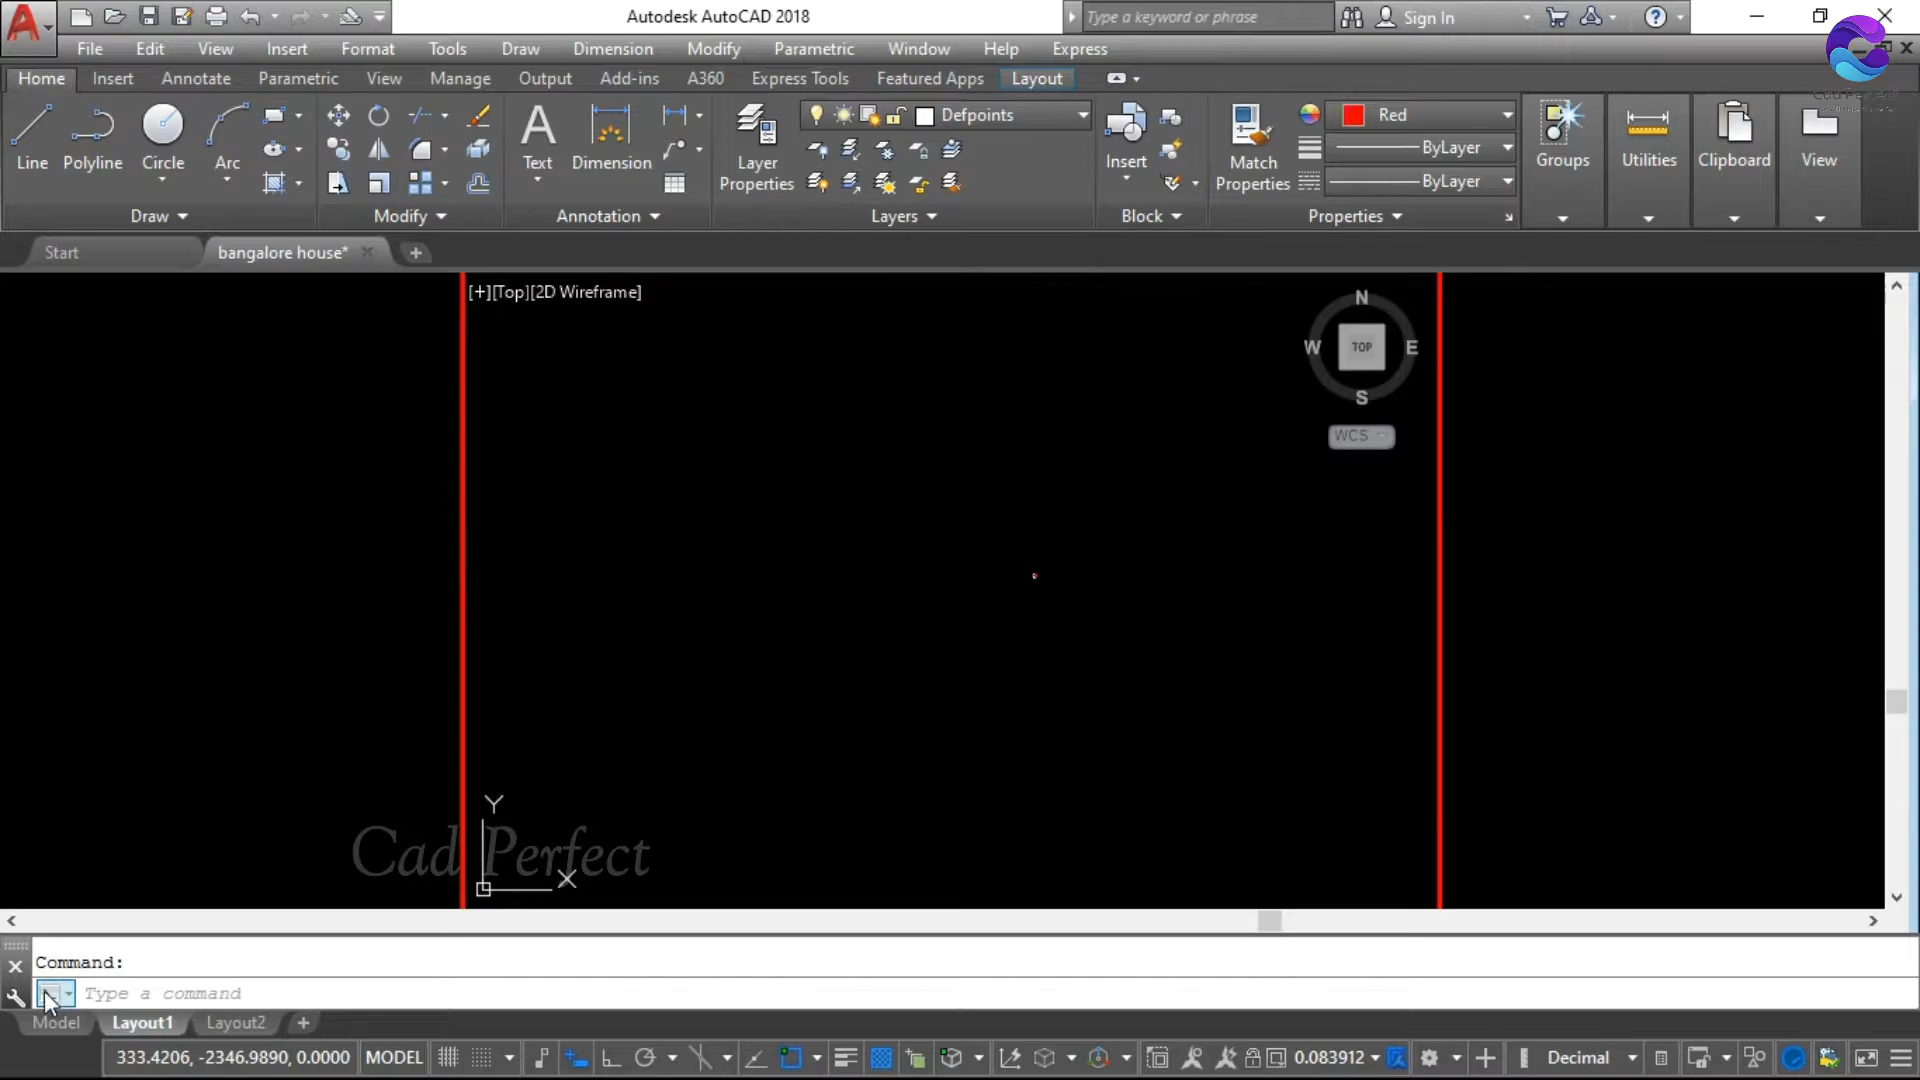 Autodesk AutoCAD 2018
Type a keyword or phrase
Sign In
File Edit View Insert Format Tools Draw Dimension Modify Parametric Window Help Express
Home Insert Annotate Parametric View Manage Output Add-ins A360 Express Tools Featured Apps Layout
Line Polyline Circle Arc
Text Dimension
Layer Properties
Defpoints
Insert
Match Properties
Red
ByLayer
ByLayer
Groups Utilities Clipboard View
Draw Modify Annotation Layers Block Properties
Start bangalore house*
[+][Top][2D Wireframe]
N
W TOP E
S
WCS
Y
X
Cad Perfect
Command:
Type a command
Model Layout1 Layout2
333.4206, -2346.9890, 0.0000 MODEL 0.083912 Decimal